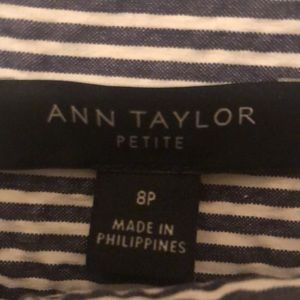 ANN TAYLOR
PETITE
8P
MADE IN
PHILIPPINES